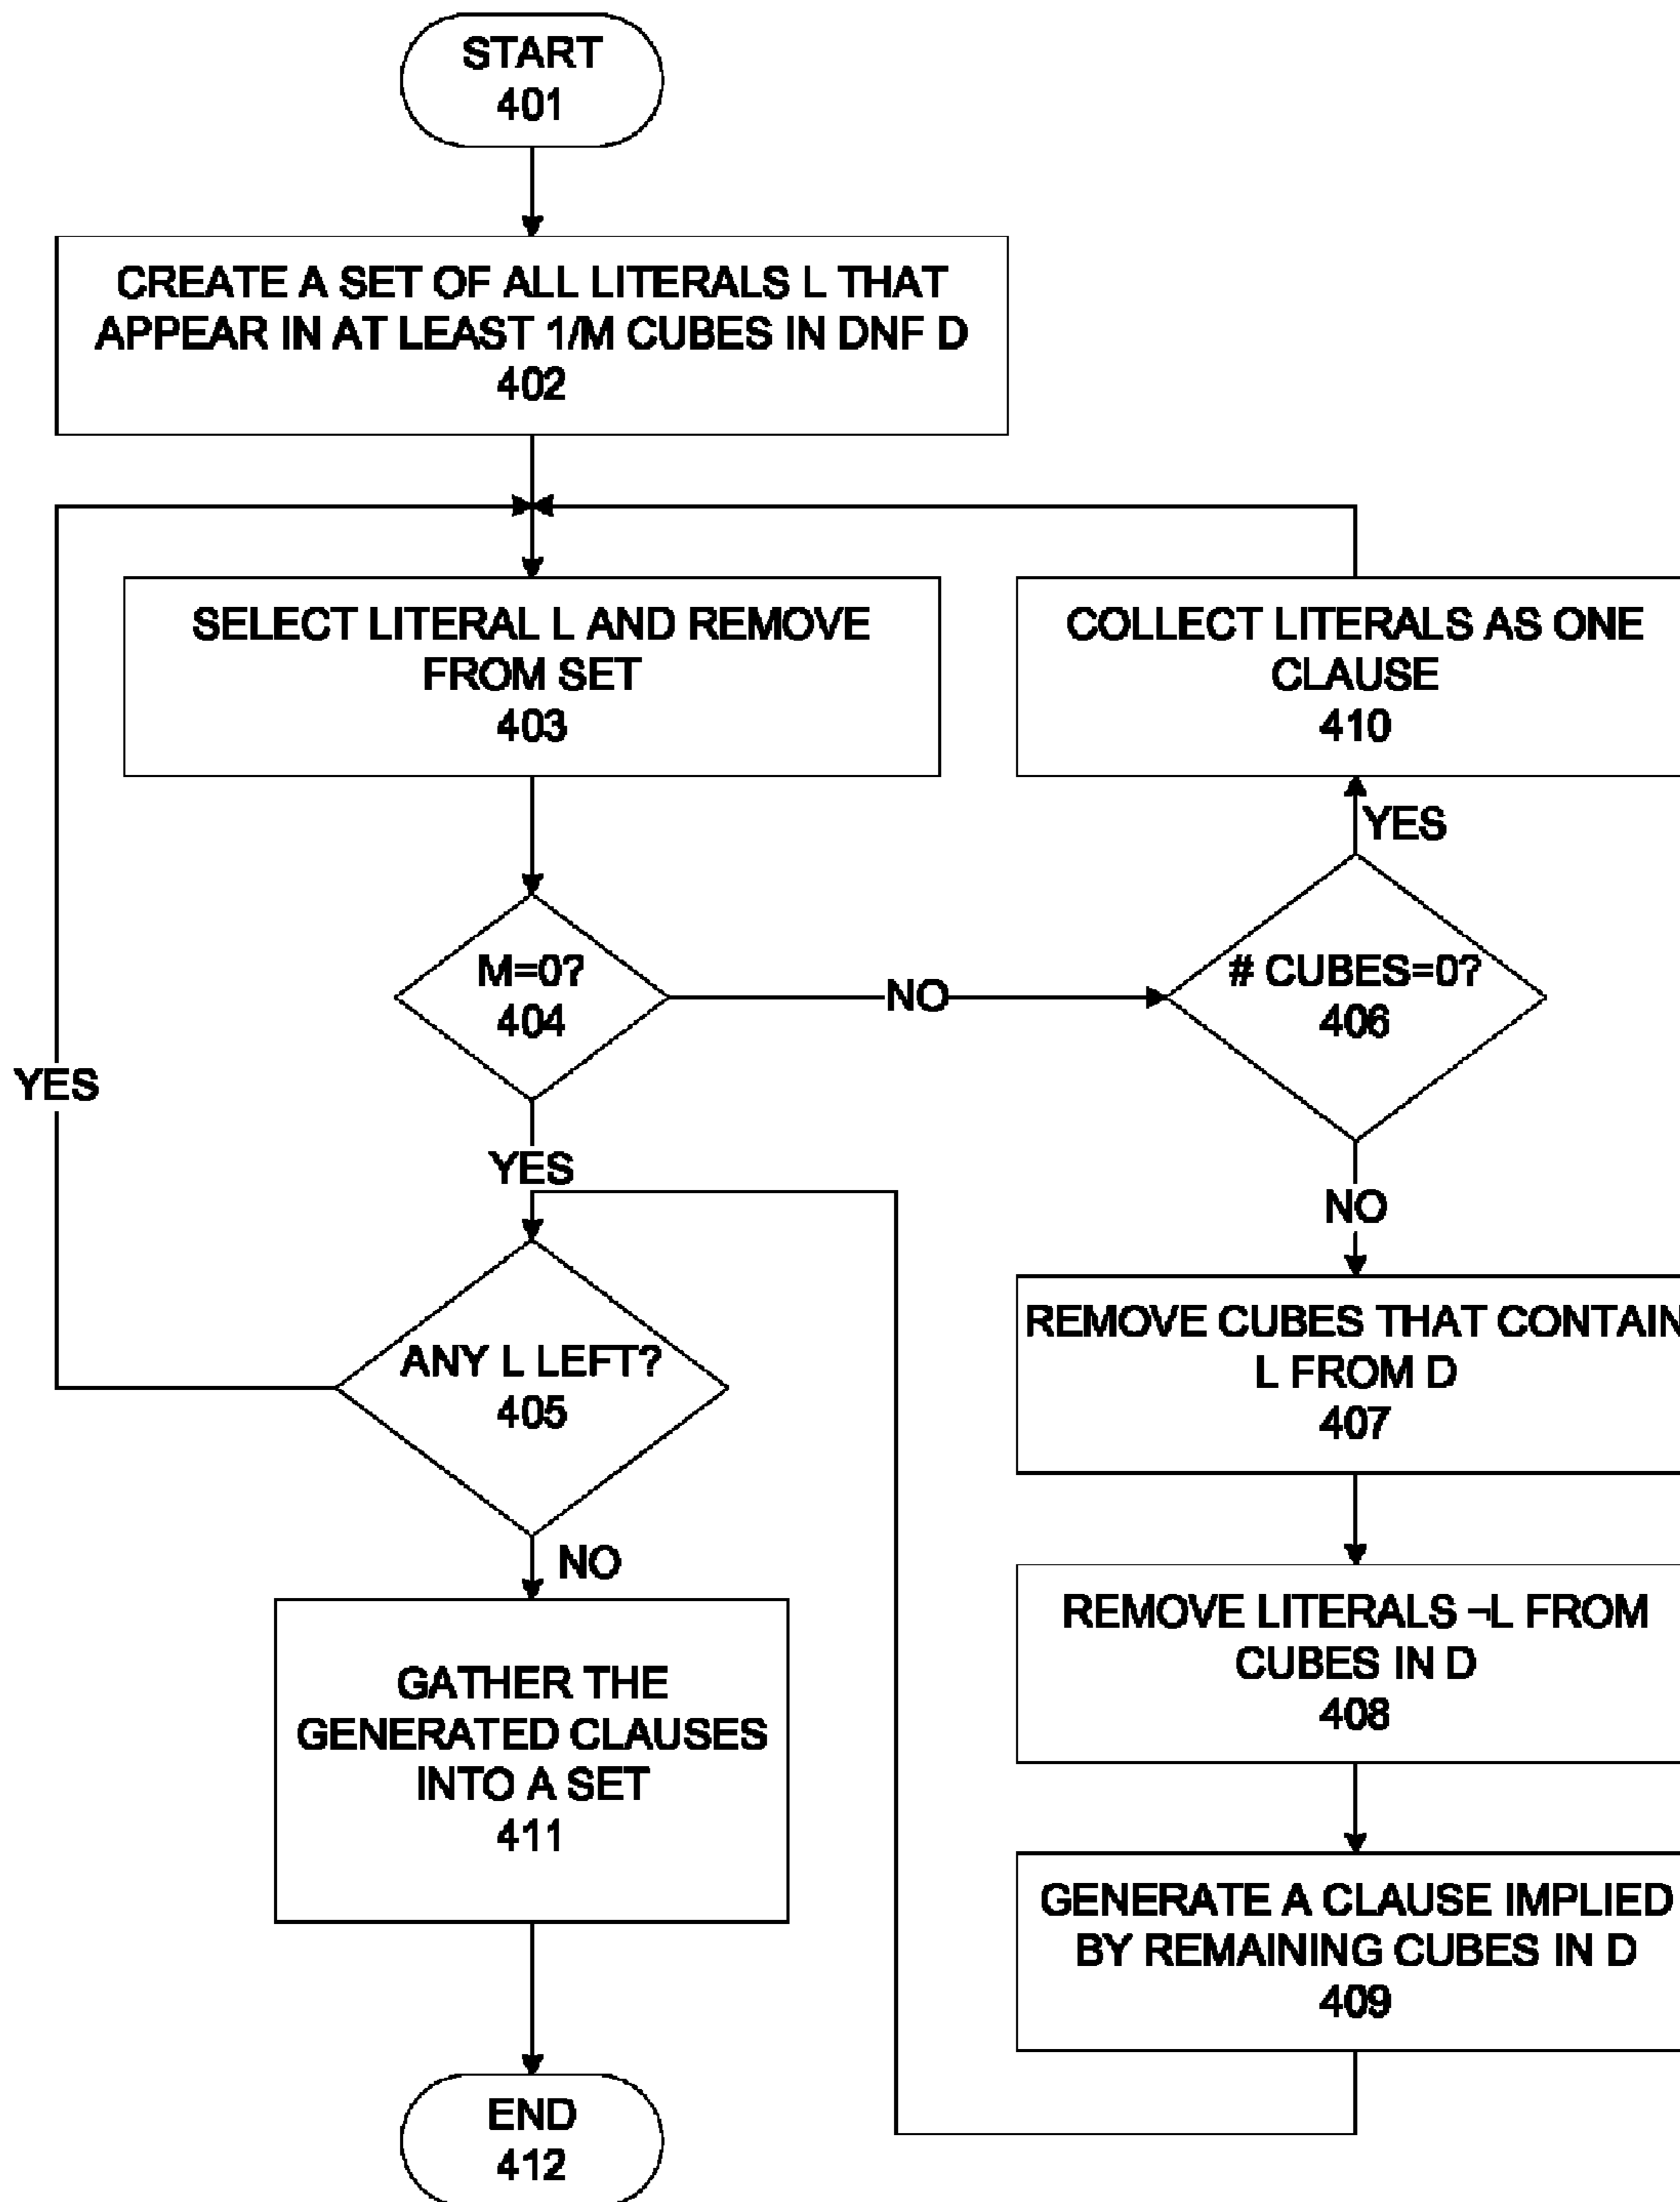 START
401
CREATE A SET OF ALL LITERALS L THAT
APPEAR IN AT LEAST 1/M CUBES IN DNF D
402
SELECT LITERAL L AND REMOVE
FROM SET
403
COLLECT LITERALS AS ONE
CLAUSE
410
YES
M=0?
404
NO
# CUBES=0?
406
YES
YES
NO
ANY L LEFT?
405
REMOVE CUBES THAT CONTAIN
L FROM D
407
NO
REMOVE LITERALS ¬L FROM
CUBES IN D
408
GATHER THE
GENERATED CLAUSES
INTO A SET
411
GENERATE A CLAUSE IMPLIED
BY REMAINING CUBES IN D
409
END
412